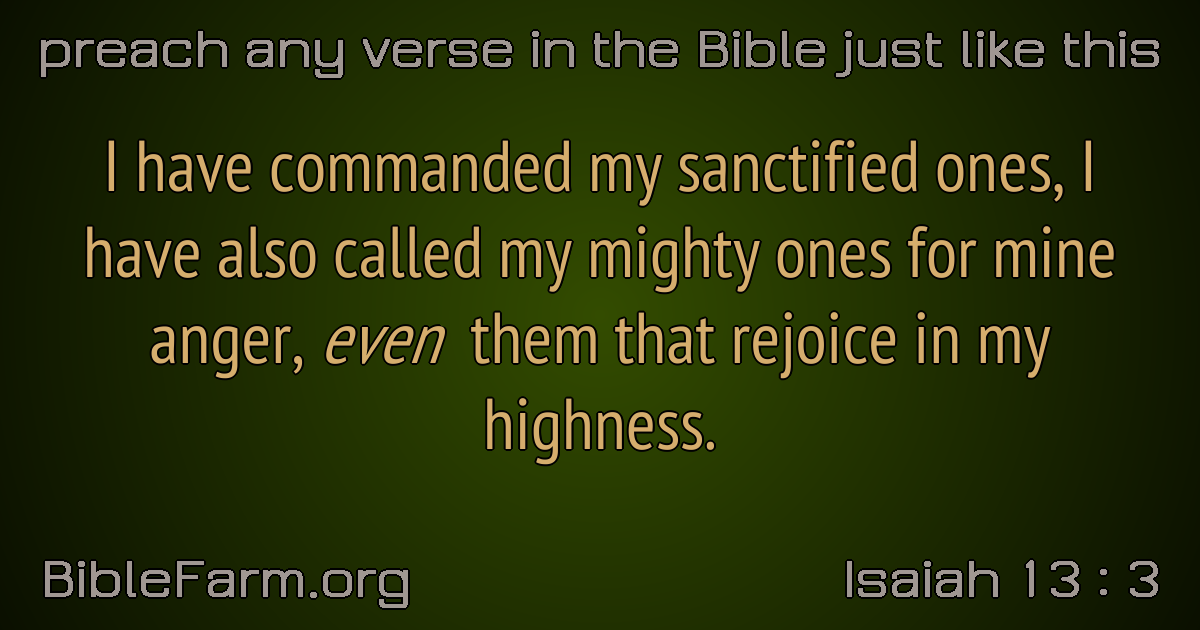 preach any verse in the Bible just like this
I have commanded my sanctified ones, I
have also called my mighty ones for mine
anger, even them that rejoice in my
highness.
BibleFarm.org
Isaiah 13 : 3